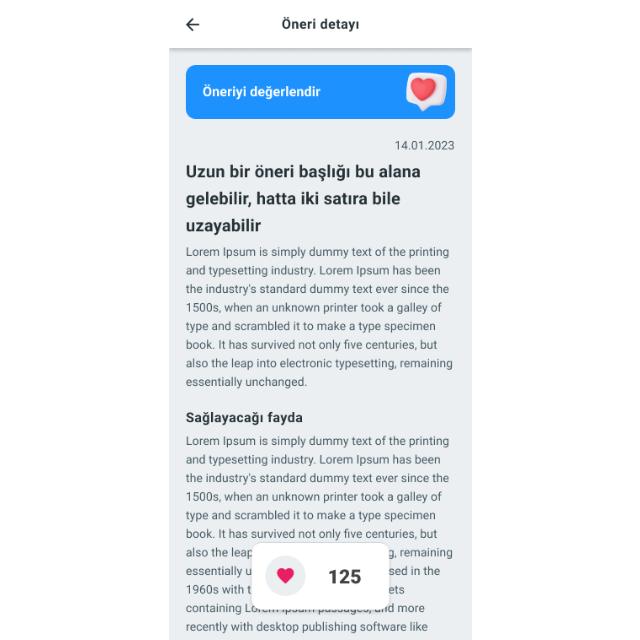 Öneri detayı
Öneriyi değerlendir
14.01.2023
Uzun bir öneri başlığı bu alana
gelebilir, hatta iki satıra bile
uzayabilir
Lorem Ipsum is simply dummy text of the printing
and typesetting industry. Lorem Ipsum has been
the industry's standard dummy text ever since the
1500s, when an unknown printer took a galley of
type and scrambled it to make a type specimen
book. It has survived not only five centuries, but
also the leap into electronic typesetting, remaining
essentially unchanged.
Sağlayacağı fayda
Lorem Ipsum is simply dummy text of the printing
and typesetting industry. Lorem Ipsum has been
the industry's standard dummy text ever since the
1500s, when an unknown printer took a galley of
type and scrambled it to make a type specimen
book. It has survived not only five centuries, but
also the leap remaining
essentially in the
125
1960s with
containing Lorem Ipsum passages, and more
recently with desktop publishing software like